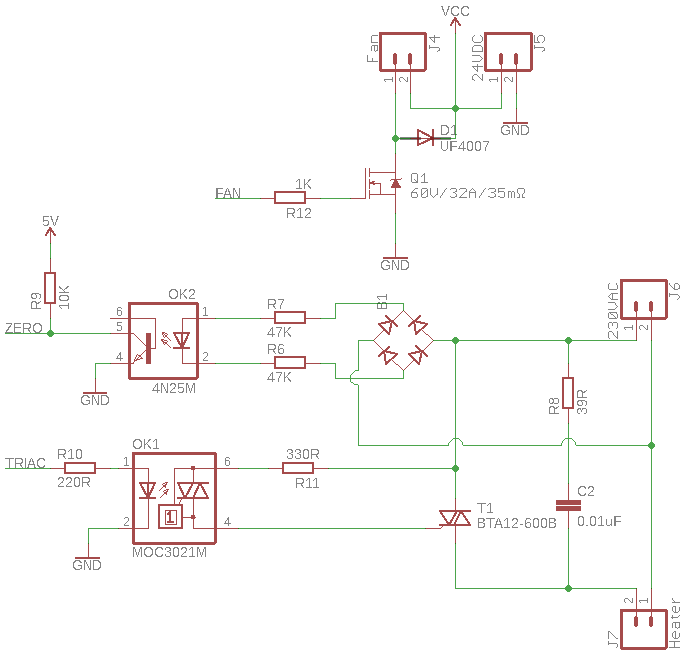 VCC
Fan
J4
1
2
24VDC
J5
1
2
GND
D1
UF4007
Q1
60V/32A/35mΩ
FAN
1K
R12
GND
5V
R9
10K
ZERO
OK2
6
5
4
1
2
4N25M
GND
R7
47K
R6
47K
B1
230VAC
J6
1
2
R8
39R
TRIAC
R10
220R
OK1
1
2
6
4
1
MOC3021M
GND
330R
R11
T1
BTA12-600B
C2
0.01uF
2
1
J7
Heater